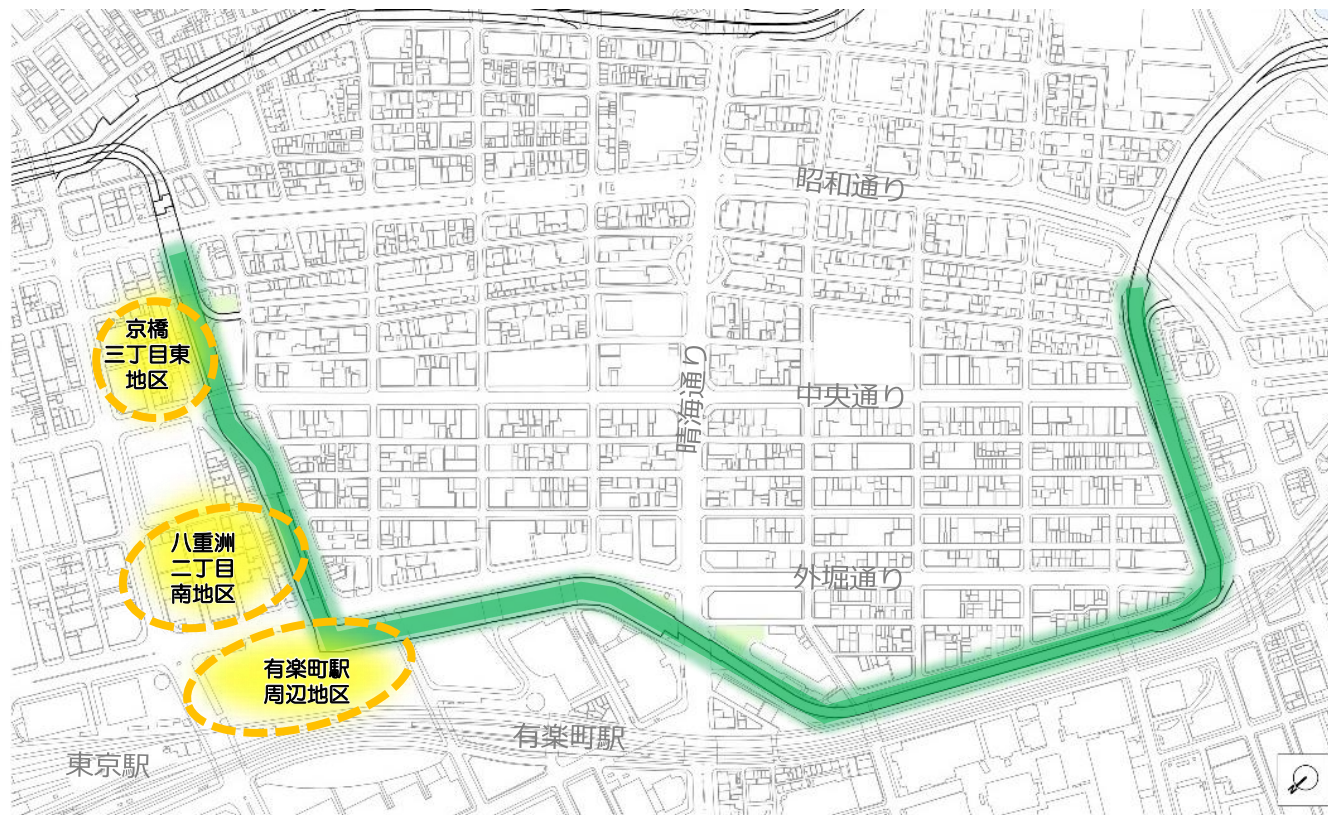 昭和通り
京橋
三丁目東
地区
晴海通り
中央通り
八重洲
二丁目
南地区
外堀通り
有楽町駅
周辺地区
有楽町駅
東京駅